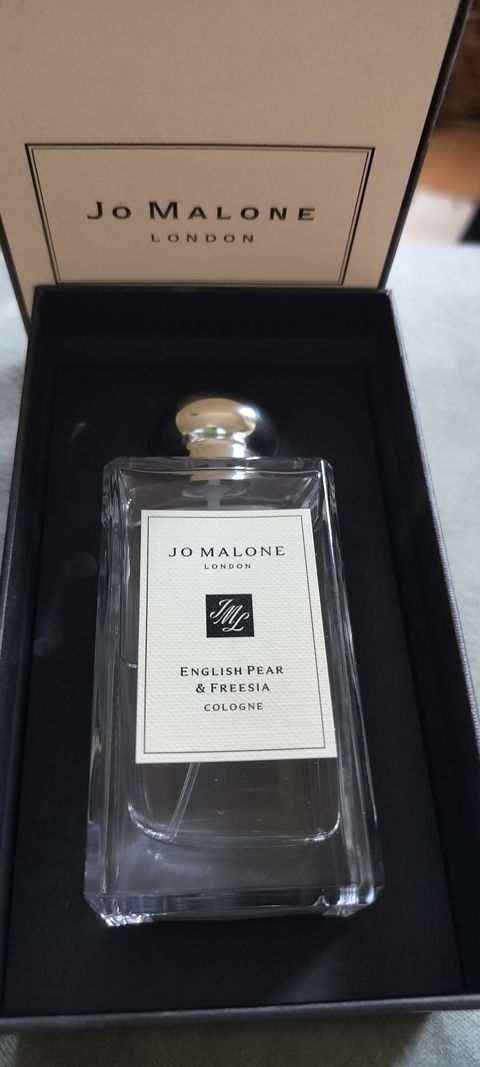 JO MALONE
LONDON
JO MALONE
LONDON
JML
ENGLISH PEAR
& FREESIA
COLOGNE